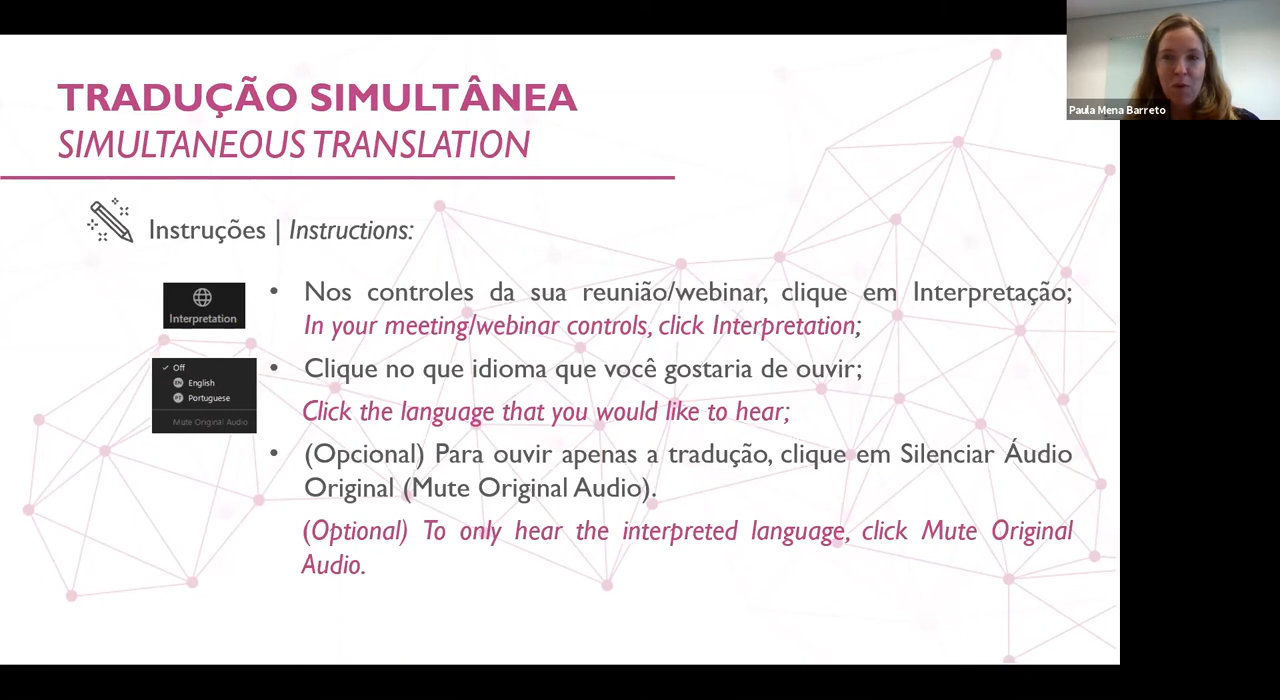 TRADUÇÃO SIMULTÂNEA
SIMULTANEOUS TRANSLATION
Paula Mena Barreto
Instruções | Instructions:
Interpretation
• Nos controles da sua reunião/webinar, clique em Interpretação;
In your meeting/webinar controls, click Interpretation;
✓ Off
EN English
PT Portuguese
Mute Original Audio
• Clique no que idioma que você gostaria de ouvir;
Click the language that you would like to hear;
• (Opcional) Para ouvir apenas a tradução, clique em Silenciar Áudio
Original (Mute Original Audio).
(Optional) To only hear the interpreted language, click Mute Original
Audio.